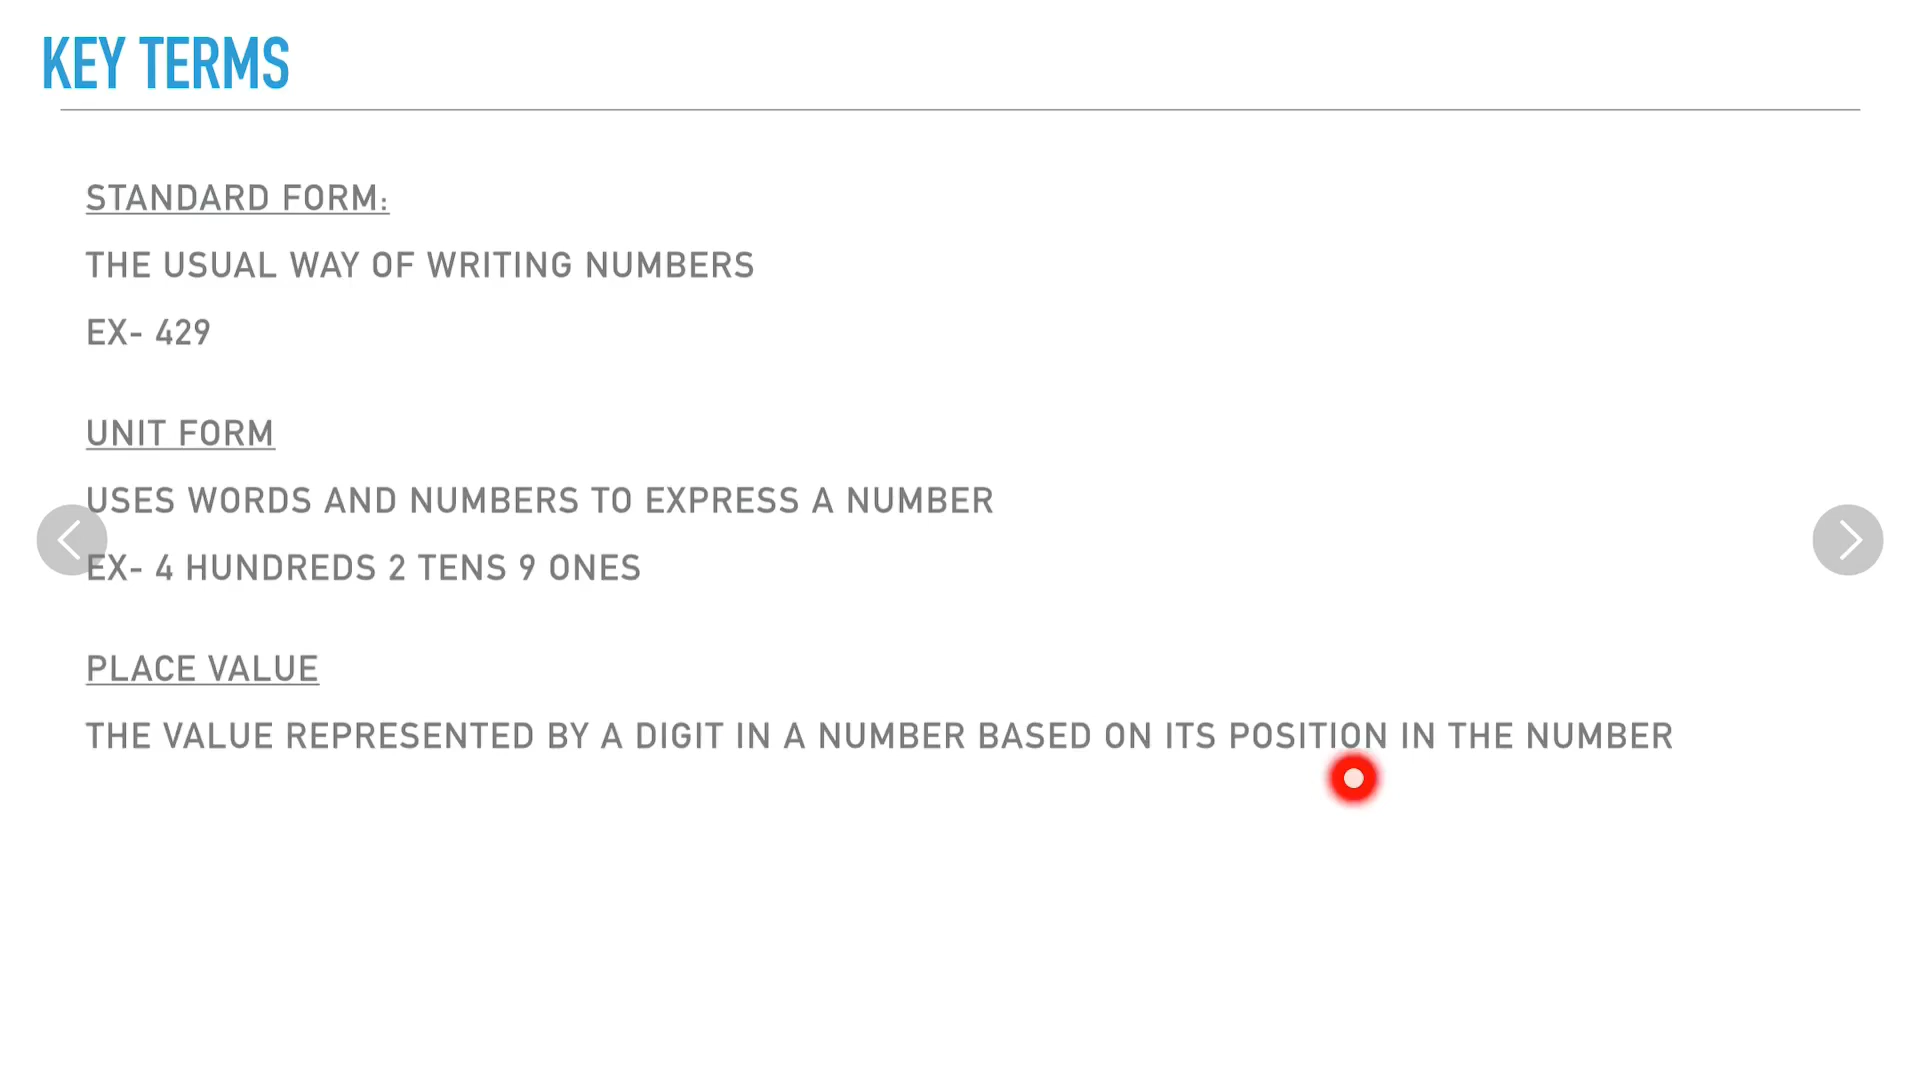 KEY TERMS
STANDARD FORM:
THE USUAL WAY OF WRITING NUMBERS
EX- 429
UNIT FORM
USES WORDS AND NUMBERS TO EXPRESS A NUMBER
EX- 4 HUNDREDS 2 TENS 9 ONES
PLACE VALUE
THE VALUE REPRESENTED BY A DIGIT IN A NUMBER BASED ON ITS POSITION IN THE NUMBER